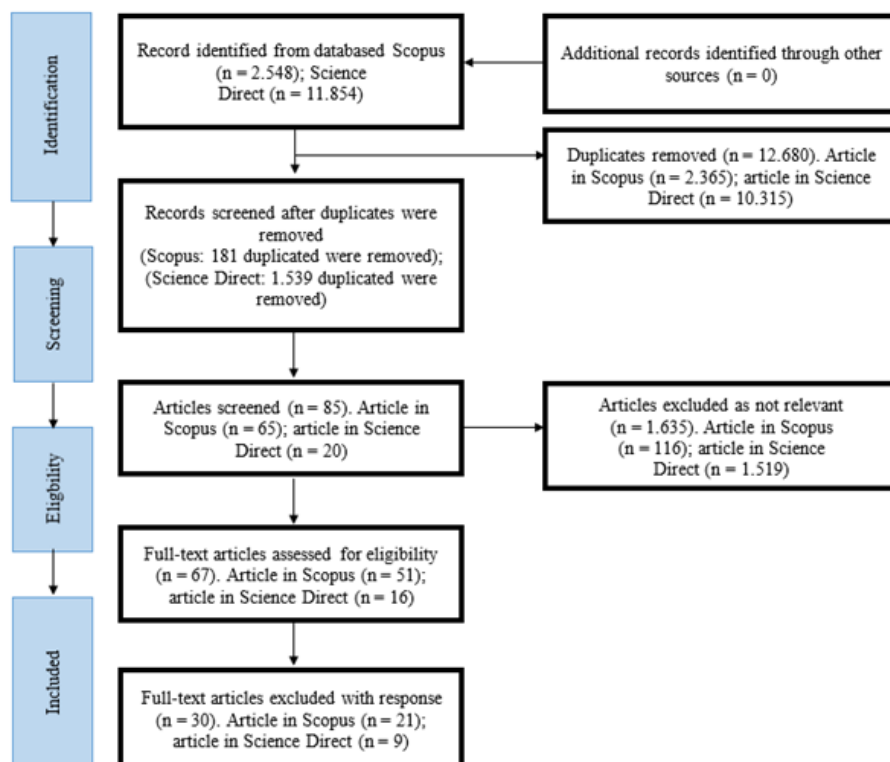 Identification
Record identified from databased Scopus
(n = 2.548); Science
Direct (n = 11.854)
Additional records identified through other
sources (n = 0)
Duplicates removed (n = 12.680). Article
in Scopus (n = 2.365); article in Science
Direct (n = 10.315)
Records screened after duplicates were
removed
(Scopus: 181 duplicated were removed);
(Science Direct: 1.539 duplicated were
removed)
Screening
Articles screened (n = 85). Article in
Scopus (n = 65); article in Science
Direct (n = 20)
Articles excluded as not relevant
(n = 1.635). Article in Scopus
(n = 116); article in Science
Direct (n = 1.519)
Eligbility
Full-text articles assessed for eligibility
(n = 67). Article in Scopus (n = 51);
article in Science Direct (n = 16)
Included
Full-text articles excluded with response
(n = 30). Article in Scopus (n = 21);
article in Science Direct (n = 9)